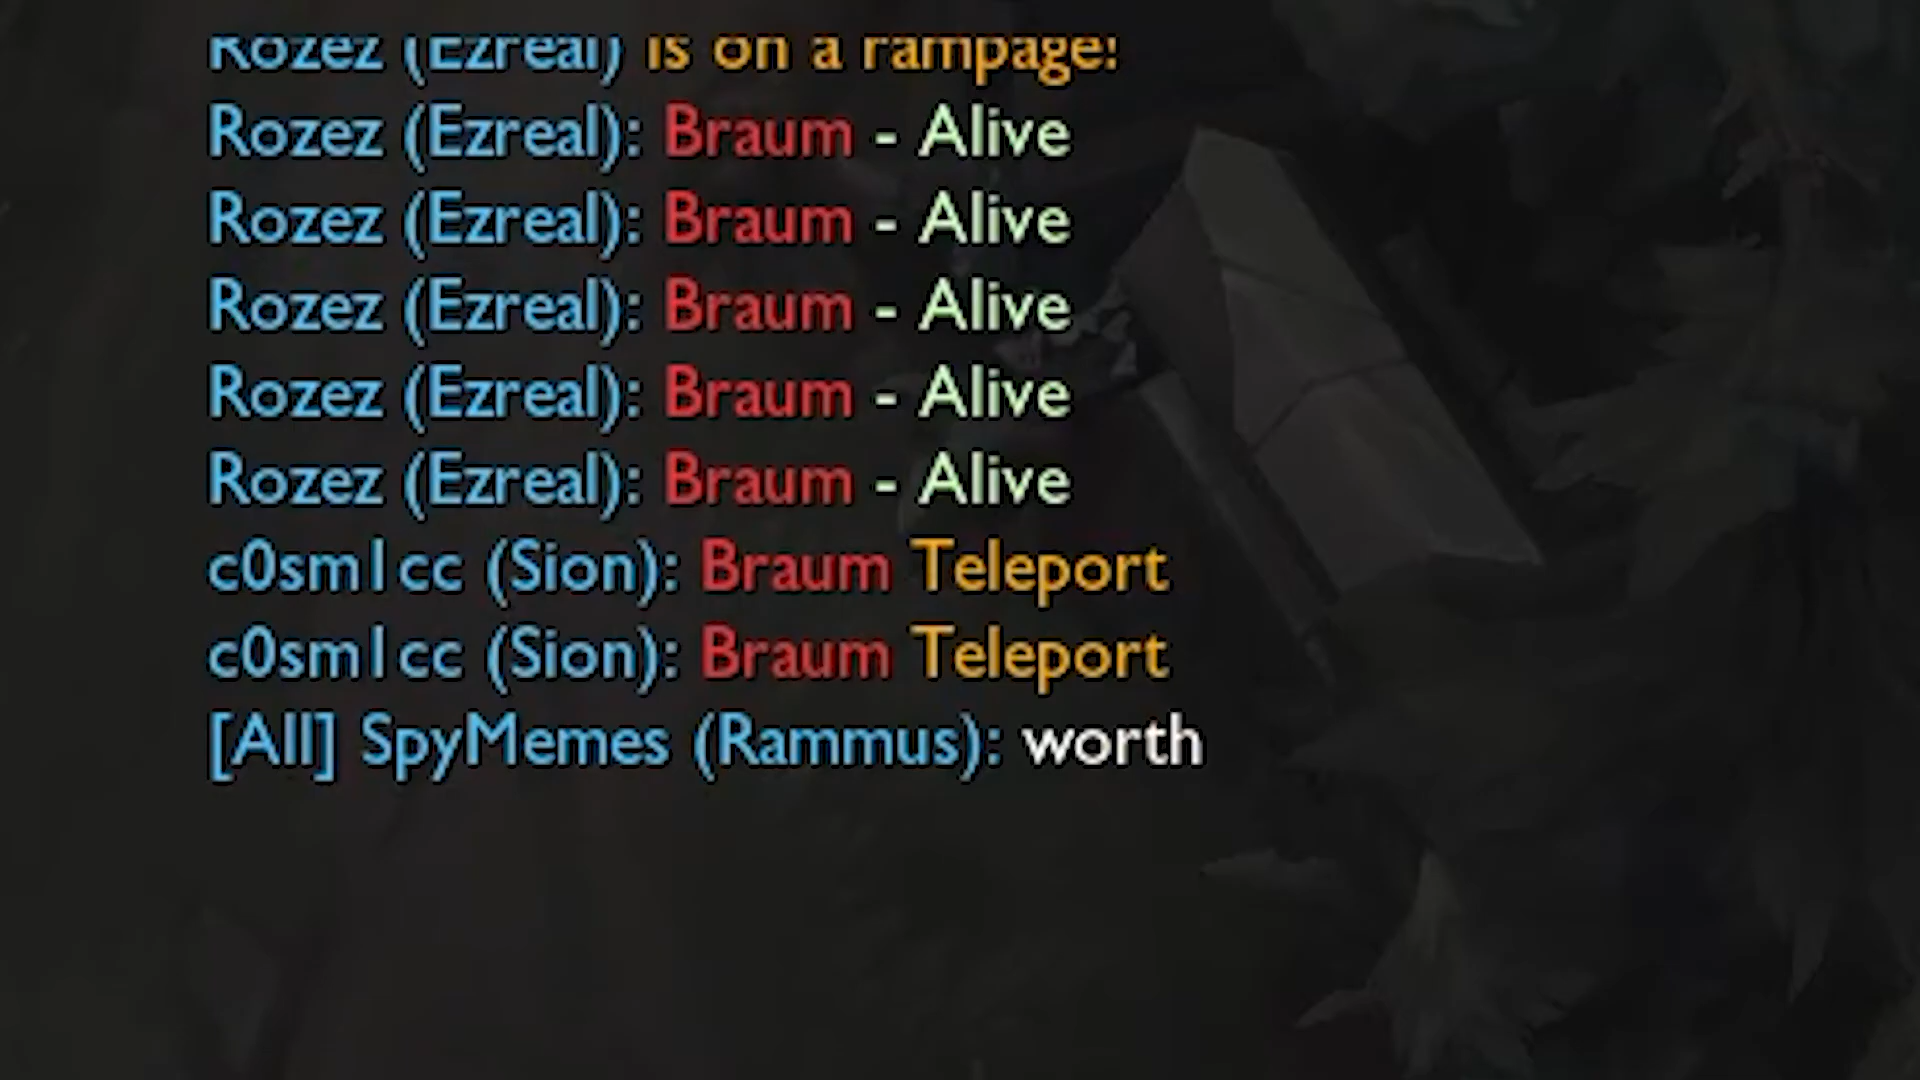 Rozez (Ezreal) is on a rampage!
Rozez (Ezreal): Braum - Alive
Rozez (Ezreal): Braum - Alive
Rozez (Ezreal): Braum - Alive
Rozez (Ezreal): Braum - Alive
Rozez (Ezreal): Braum - Alive
c0sm1cc (Sion): Braum Teleport
c0sm1cc (Sion): Braum Teleport
[All] SpyMemes (Rammus): worth